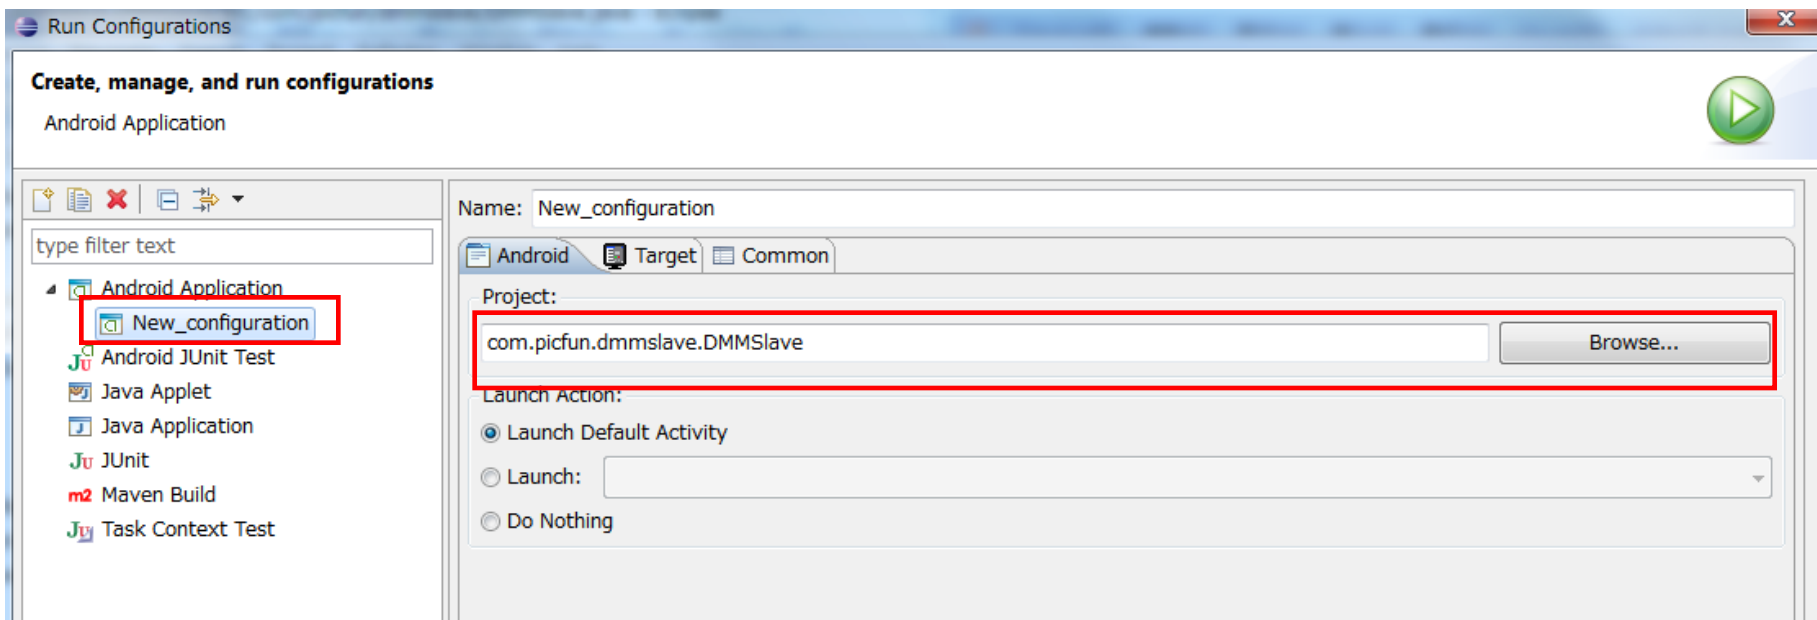 Run Configurations
Create, manage, and run configurations
Android Application
type filter text
Android Application
New_configuration
Android JUnit Test
Java Applet
Java Application
JUnit
Maven Build
Task Context Test
Name: New_configuration
Android Target Common
Project:
com.picfun.dmmslave.DMMSlave Browse...
Launch Action:
Launch Default Activity
Launch:
Do Nothing